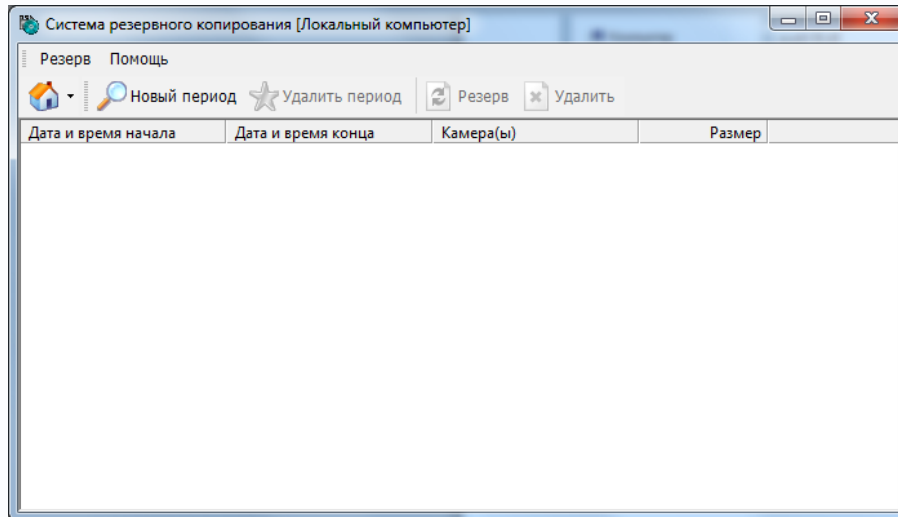 Система резервного копирования [Локальный компьютер]
Резерв Помощь
Новый период Удалить период Резерв Удалить
Дата и время начала Дата и время конца Камера(ы) Размер